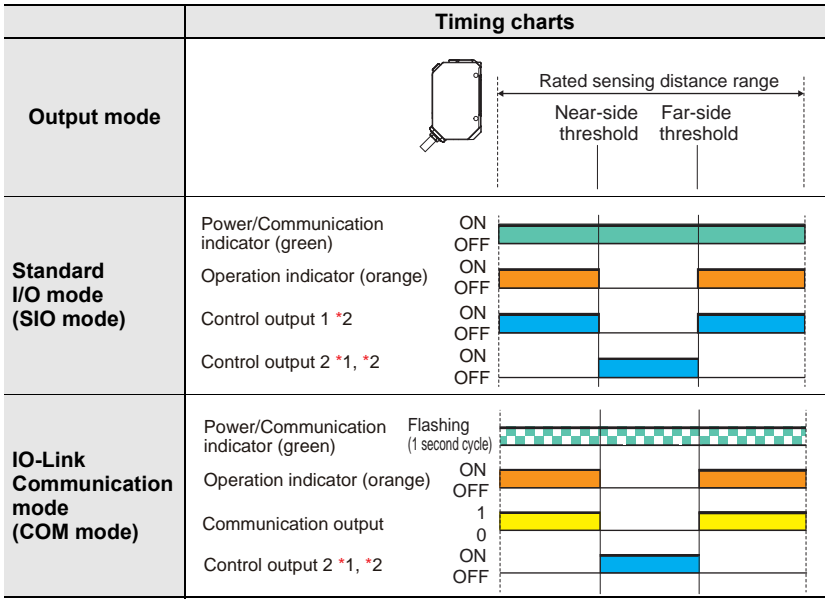 Timing charts
Output mode
Rated sensing distance range
Near-side threshold
Far-side threshold
Standard
I/O mode
(SIO mode)
Power/Communication
indicator (green)
ON
OFF
Operation indicator (orange)
ON
OFF
Control output 1 *2
ON
OFF
Control output 2 *1, *2
ON
OFF
IO-Link
Communication
mode
(COM mode)
Power/Communication
indicator (green)
Flashing
(1 second cycle)
Operation indicator (orange)
ON
OFF
Communication output
1
0
Control output 2 *1, *2
ON
OFF